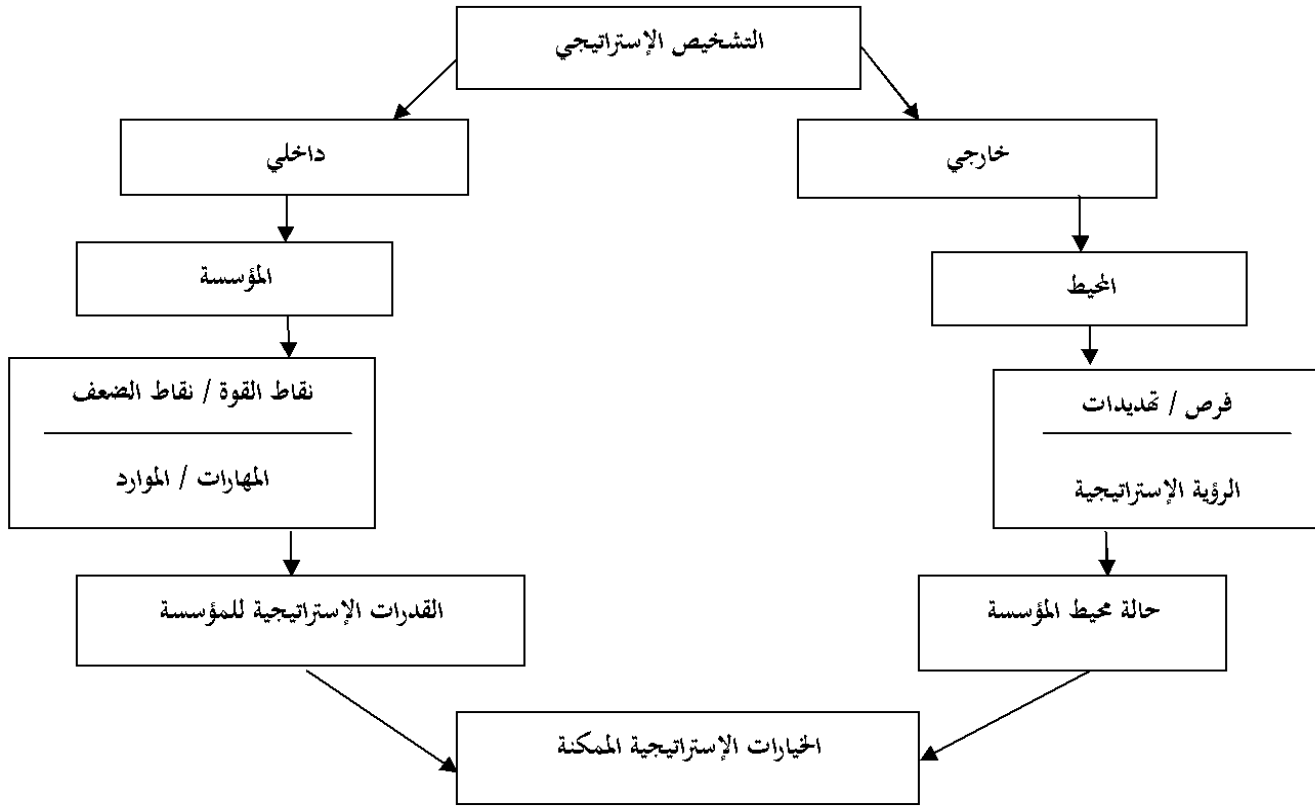 التشخيص الإستراتيجي
خارجي
داخلي
المحيط
المؤسسة
فرص / تهديدات
الرؤية الإستراتيجية
نقاط القوة / نقاط الضعف
المهارات / الموارد
حالة محيط المؤسسة
القدرات الإستراتيجية للمؤسسة
الخيارات الإستراتيجية الممكنة